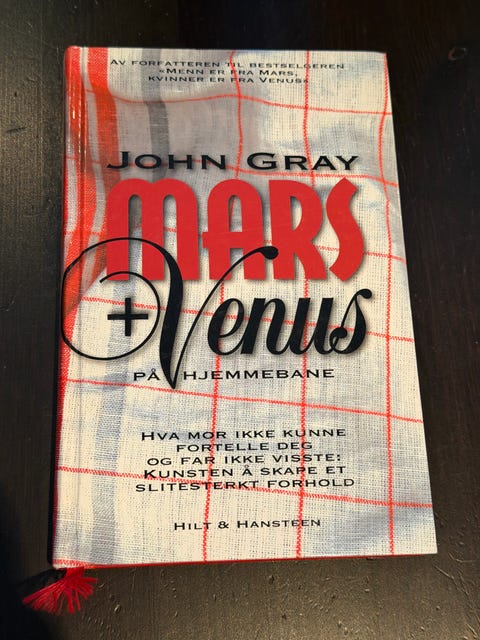 AV FORFATTEREN TIL BESTSELGEREN
«MENN ER FRA MARS,
KVINNER ER FRA VENUS»
JOHN GRAY
MARS
+Venus
PÅ HJEMMEBANE
HVA MOR IKKE KUNNE
FORTELLE DEG
OG FAR IKKE VISSTE:
KUNSTEN Å SKAPE ET
SLITESTERKT FORHOLD
HILT & HANSTEEN